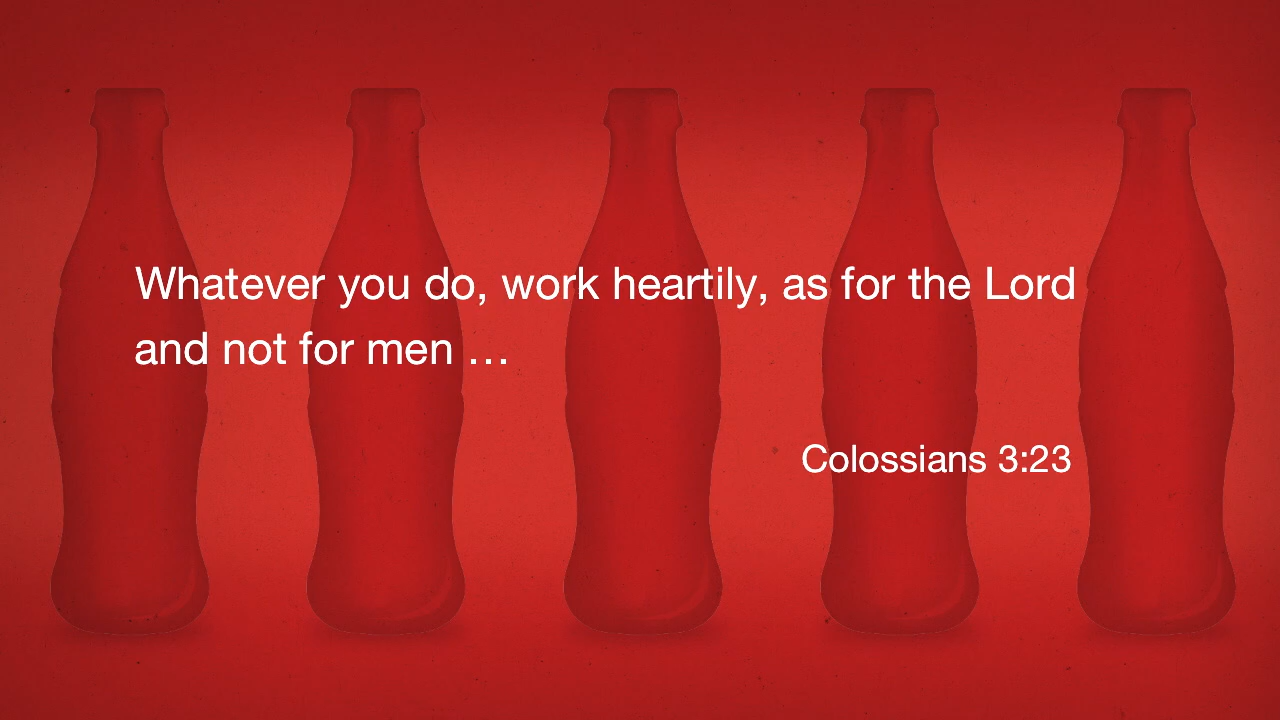 Whatever you do, work heartily, as for the Lord
and not for men …
Colossians 3:23